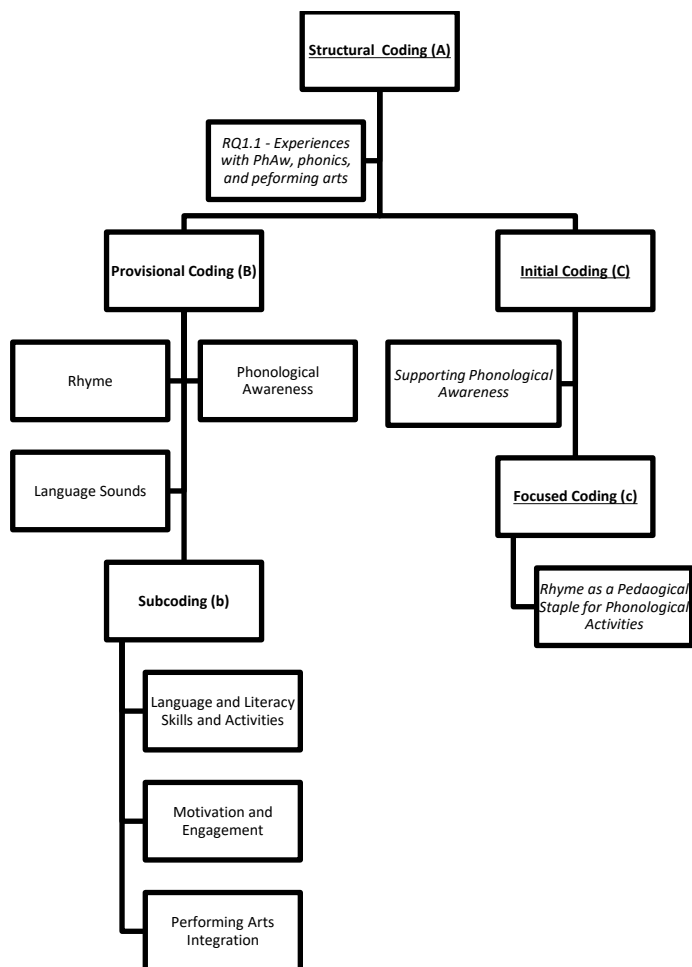 Structural Coding (A)
RQ1.1 - Experiences
with PhAw, phonics,
and peforming arts
Provisional Coding (B)
Initial Coding (C)
Rhyme
Phonological
Awareness
Supporting Phonological
Awareness
Language Sounds
Focused Coding (c)
Subcoding (b)
Rhyme as a Pedaogical
Staple for Phonological
Activities
Language and Literacy
Skills and Activities
Motivation and
Engagement
Performing Arts
Integration